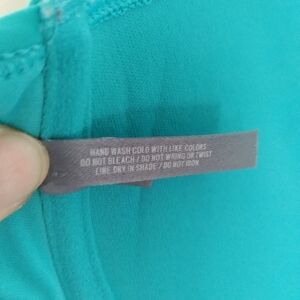 HAND WASH COLD WITH LIKE COLORS
DO NOT BLEACH / DO NOT WRING OR TWIST
LINE DRY IN SHADE / DO NOT IRON